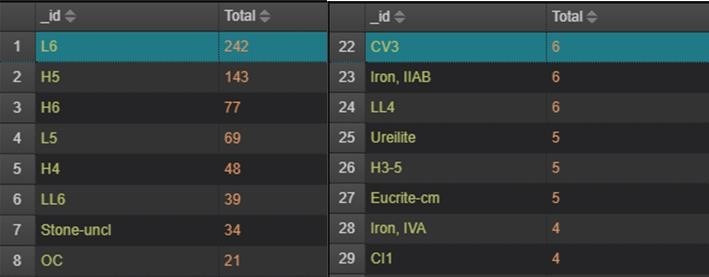 _id Total
1 L6 242
2 H5 143
3 H6 77
4 L5 69
5 H4 48
6 LL6 39
7 Stone-uncl 34
8 OC 21
_id Total
22 CV3 6
23 Iron, IIAB 6
24 LL4 6
25 Ureilite 5
26 H3-5 5
27 Eucrite-cm 5
28 Iron, IVA 4
29 CI1 4